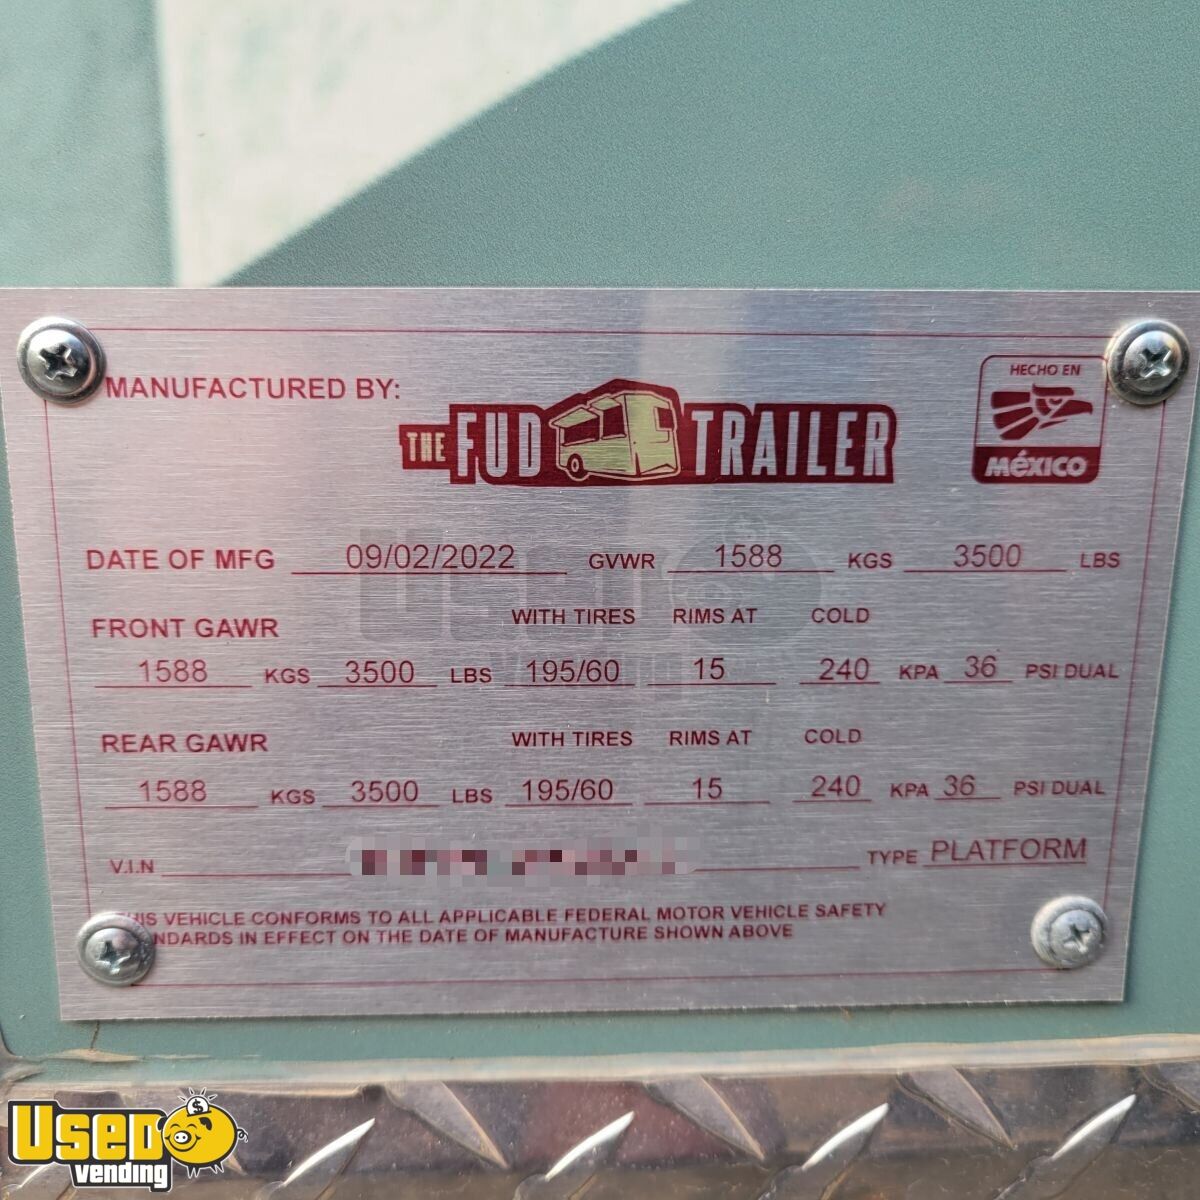 MANUFACTURED BY:
THE FUD TRAILER
HECHO EN
MÉXICO
DATE OF MFG 09/02/2022 GVWR 1588 KGS 3500 LBS
FRONT GAWR WITH TIRES RIMS AT COLD
1588 KGS 3500 LBS 195/60 15 240 KPA 36 PSI DUAL
REAR GAWR WITH TIRES RIMS AT COLD
1588 KGS 3500 LBS 195/60 15 240 KPA 36 PSI DUAL
V.I.N TYPE PLATFORM
VEHICLE CONFORMS TO ALL APPLICABLE FEDERAL MOTOR VEHICLE SAFETY
IN EFFECT ON THE DATE OF MANUFACTURE SHOWN ABOVE
USED
vending
USED
vending